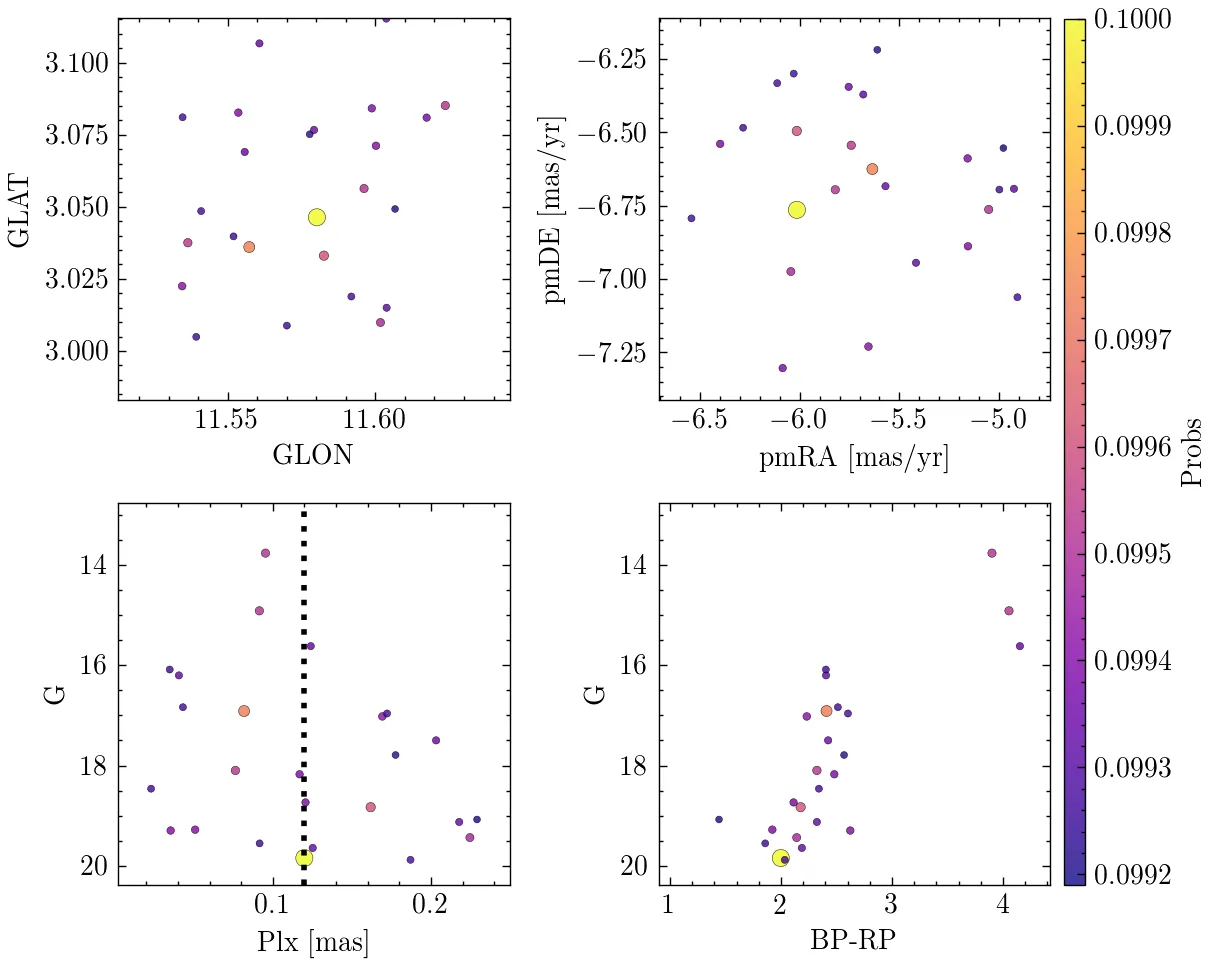 3.100
3.075
3.050
3.025
3.000
GLAT
11.55 11.60
GLON
−6.25
−6.50
−6.75
−7.00
−7.25
pmDE [mas/yr]
−6.5 −6.0 −5.5 −5.0
pmRA [mas/yr]
14
16
18
20
G
0.1 0.2
Plx [mas]
14
16
18
20
G
1 2 3 4
BP-RP
0.1000
0.0999
0.0998
0.0997
0.0996
0.0995
0.0994
0.0993
0.0992
Probs